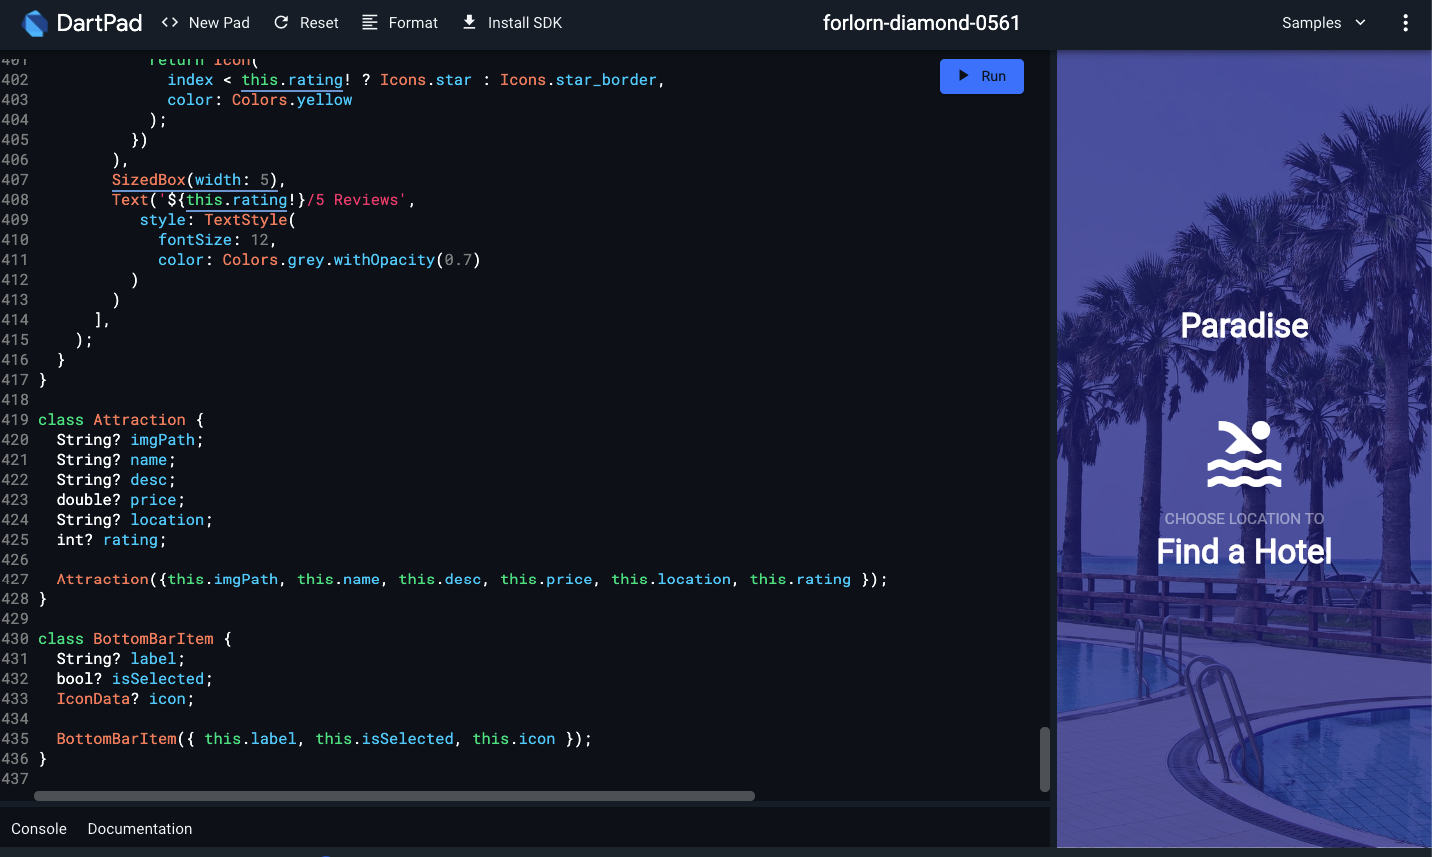 DartPad
New Pad
Reset
Format
Install SDK
forlorn-diamond-0561
Samples
401 return Icon(
402 index < this.rating! ? Icons.star : Icons.star_border,
403 color: Colors.yellow
404 );
405 })
406 ),
407 SizedBox(width: 5),
408 Text('${this.rating!}/5 Reviews',
409 style: TextStyle(
410 fontSize: 12,
411 color: Colors.grey.withOpacity(0.7)
412 )
413 )
414 ],
415 );
416 }
417 }
418
419 class Attraction {
420 String? imgPath;
421 String? name;
422 String? desc;
423 double? price;
424 String? location;
425 int? rating;
426
427 Attraction({this.imgPath, this.name, this.desc, this.price, this.location, this.rating });
428 }
429
430 class BottomBarItem {
431 String? label;
432 bool? isSelected;
433 IconData? icon;
434
435 BottomBarItem({ this.label, this.isSelected, this.icon });
436 }
437
Run
Console
Documentation
Paradise
CHOOSE LOCATION TO
Find a Hotel